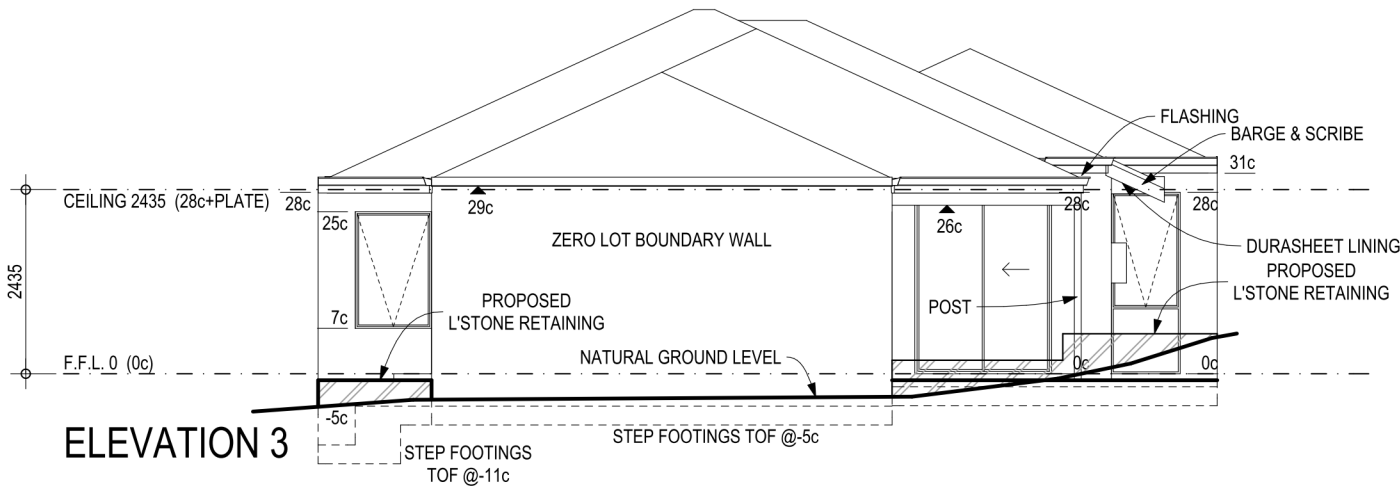 FLASHING
BARGE & SCRIBE
31c
CEILING 2435 (28c+PLATE)
28c
29c
28c
28c
25c
26c
ZERO LOT BOUNDARY WALL
DURASHEET LINING
PROPOSED
L'STONE RETAINING
2435
PROPOSED
L'STONE RETAINING
POST
7c
NATURAL GROUND LEVEL
F.F.L. 0 (0c)
0c
0c
-5c
ELEVATION 3
STEP FOOTINGS TOF @-5c
STEP FOOTINGS
TOF @-11c